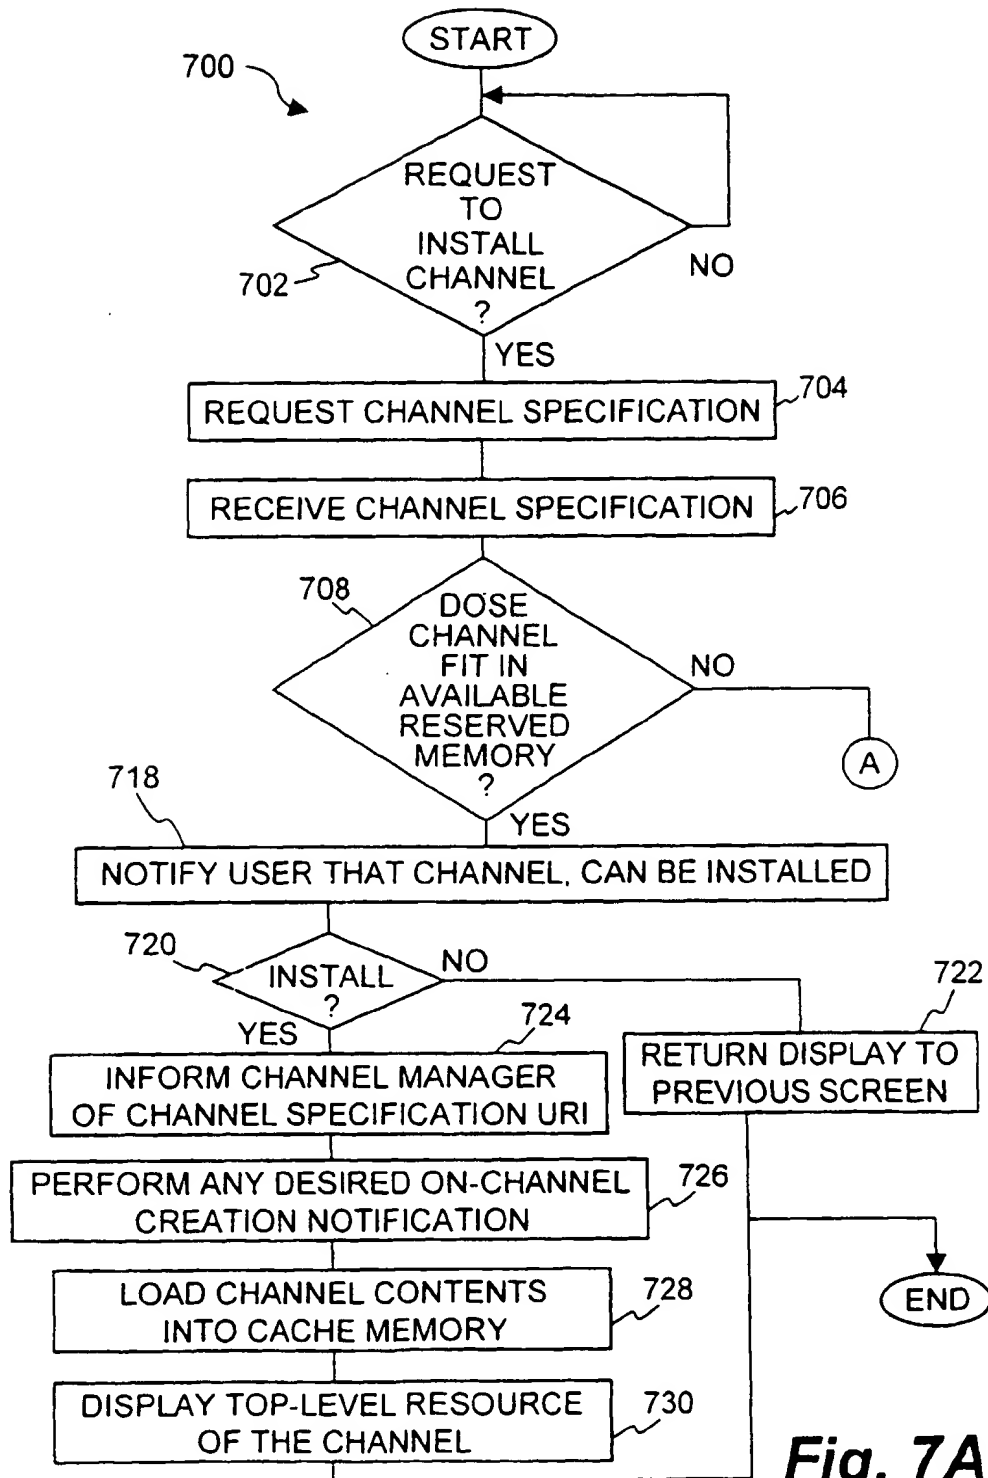 START
700
REQUEST
TO
INSTALL
CHANNEL
?
702
NO
YES
REQUEST CHANNEL SPECIFICATION
704
RECEIVE CHANNEL SPECIFICATION
706
708
DOSE
CHANNEL
FIT IN
AVAILABLE
RESERVED
MEMORY
?
NO
A
YES
718
NOTIFY USER THAT CHANNEL, CAN BE INSTALLED
720
INSTALL
?
NO
YES
722
RETURN DISPLAY TO
PREVIOUS SCREEN
724
INFORM CHANNEL MANAGER
OF CHANNEL SPECIFICATION URI
PERFORM ANY DESIRED ON-CHANNEL
CREATION NOTIFICATION
726
END
LOAD CHANNEL CONTENTS
INTO CACHE MEMORY
728
DISPLAY TOP-LEVEL RESOURCE
OF THE CHANNEL
730
Fig. 7A